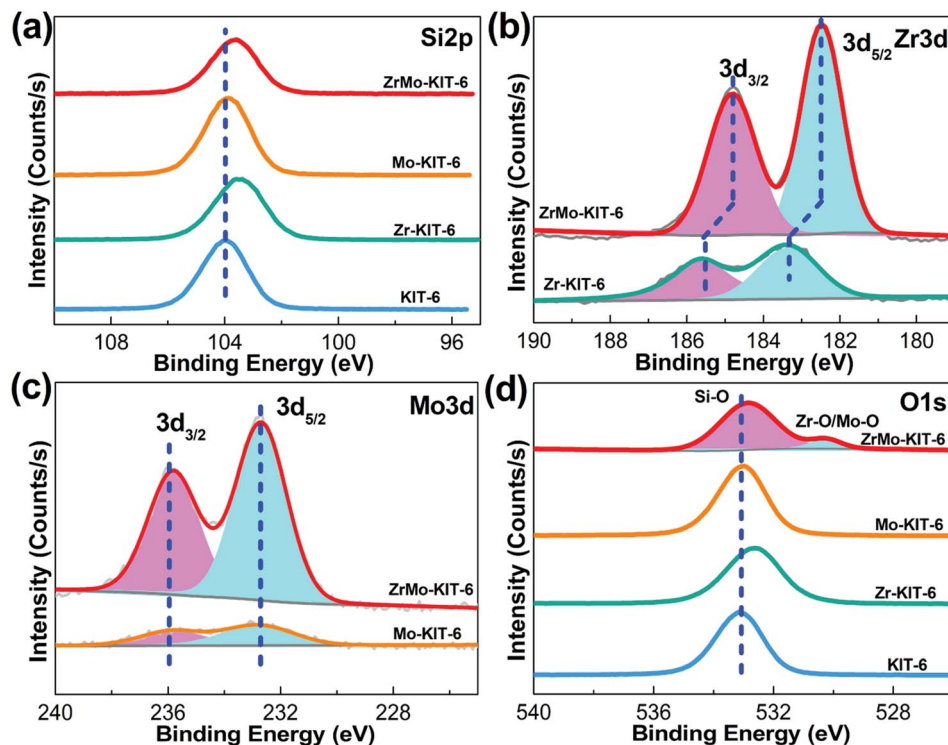 (a)
Si2p
ZrMo-KIT-6
Mo-KIT-6
Zr-KIT-6
KIT-6
Intensity (Counts/s)
108 104 100 96
Binding Energy (eV)
(b)
Zr3d
3d3/2
3d5/2
ZrMo-KIT-6
Zr-KIT-6
Intensity (Counts/s)
190 188 186 184 182 180
Binding Energy (eV)
(c)
Mo3d
3d3/2
3d5/2
ZrMo-KIT-6
Mo-KIT-6
Intensity (Counts/s)
240 236 232 228
Binding Energy (eV)
(d)
O1s
Si-O
Zr-O/Mo-O
ZrMo-KIT-6
Mo-KIT-6
Zr-KIT-6
KIT-6
Intensity (Counts/s)
540 536 532 528
Binding Energy (eV)